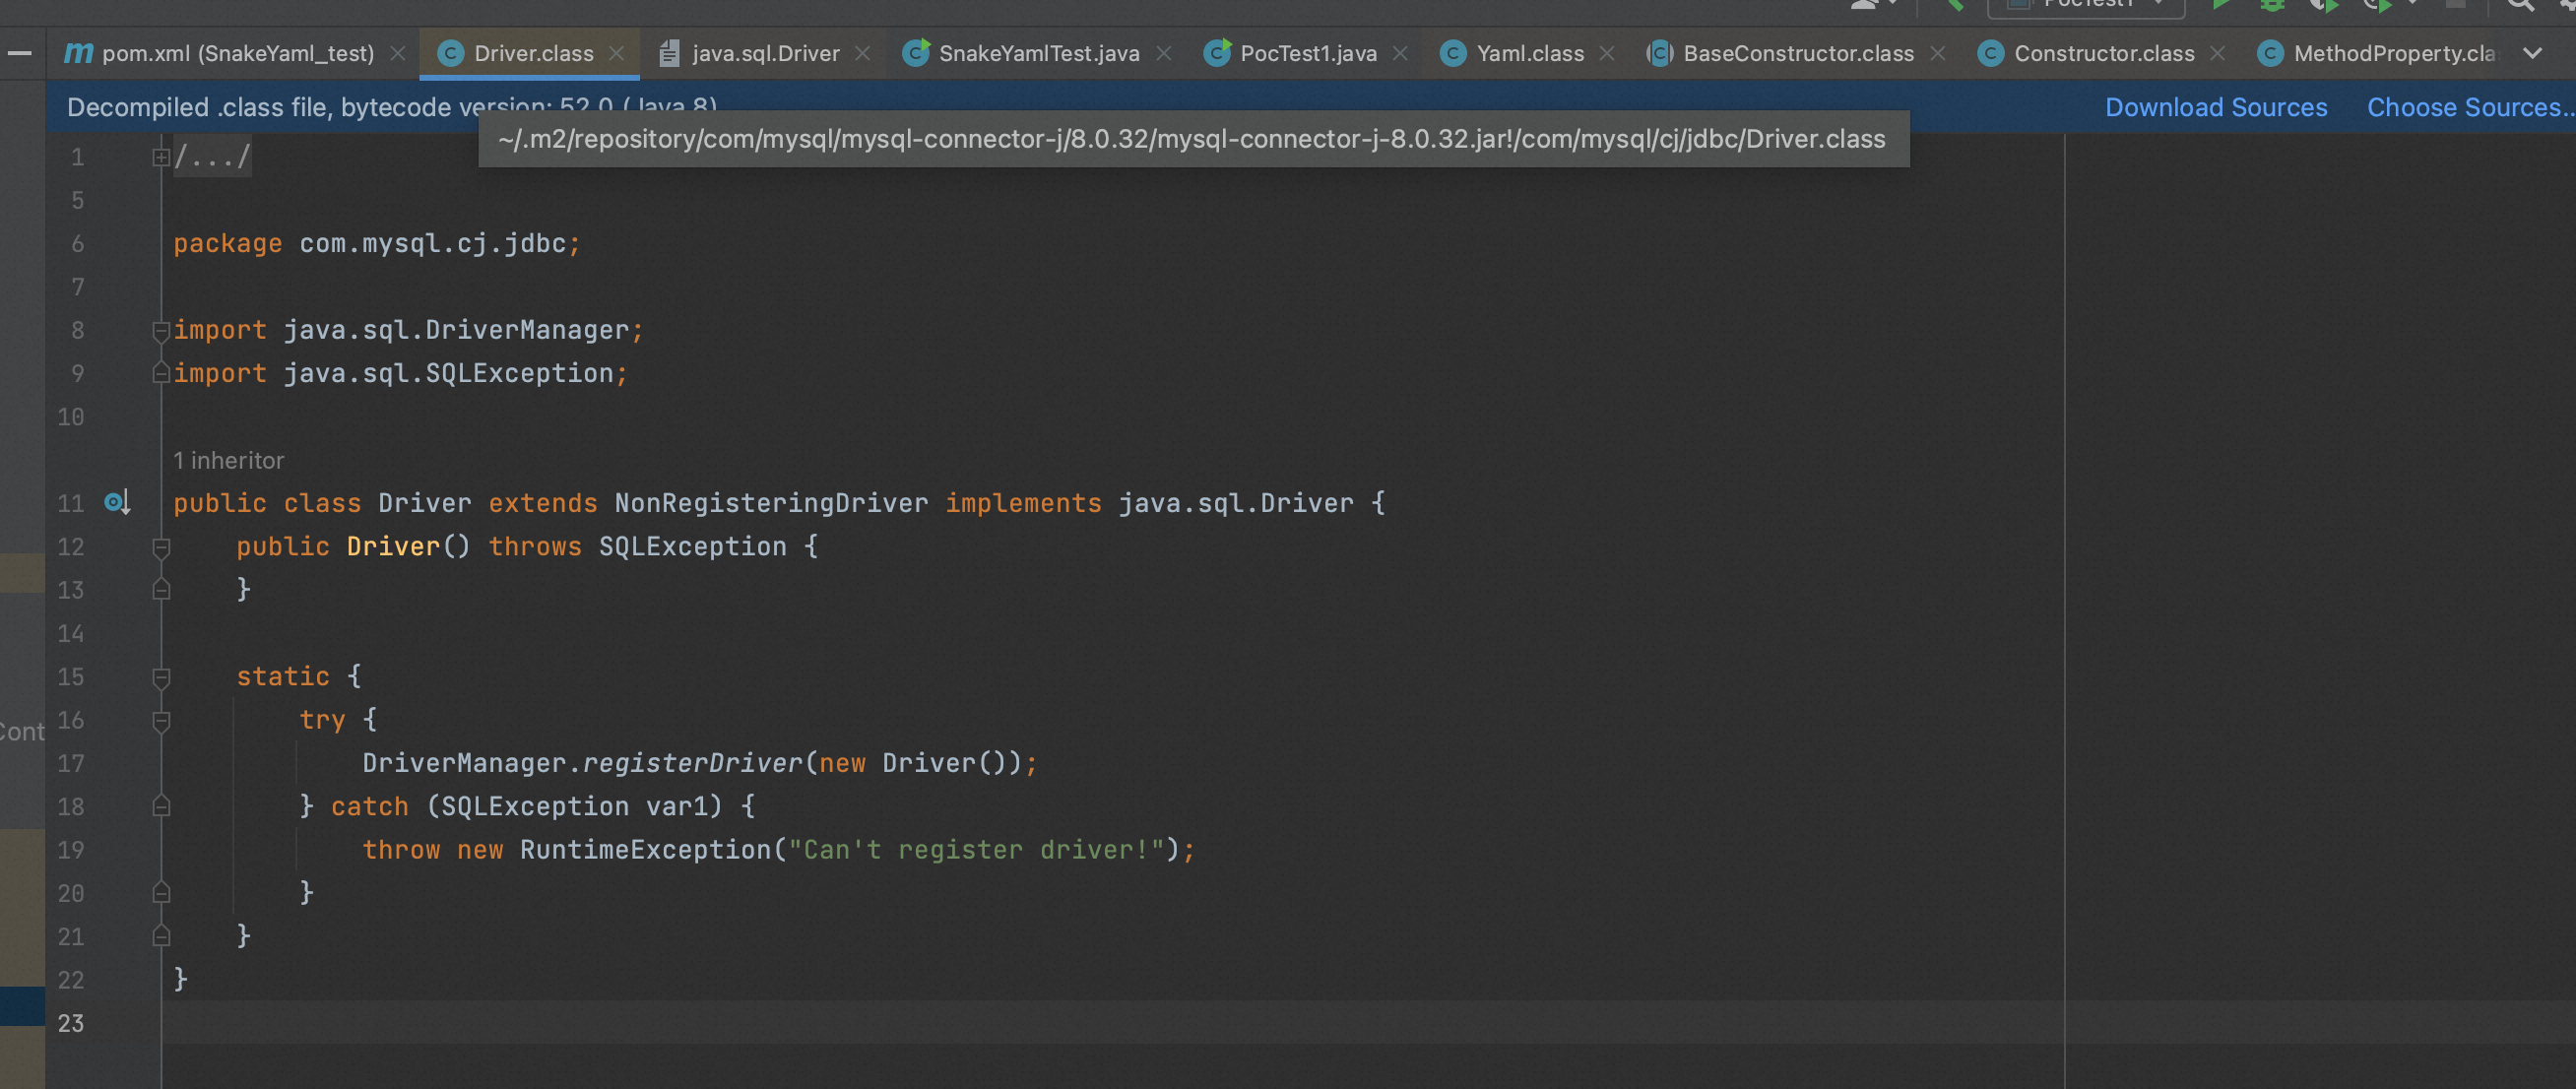 PocTest1
pom.xml (SnakeYaml_test) Driver.class java.sql.Driver SnakeYamlTest.java PocTest1.java Yaml.class BaseConstructor.class Constructor.class MethodProperty.cla
Decompiled .class file, bytecode version: 52.0 (Java 8) Download Sources Choose Sources...
~/.m2/repository/com/mysql/mysql-connector-j/8.0.32/mysql-connector-j-8.0.32.jar!/com/mysql/cj/jdbc/Driver.class
1 /.../
5
6 package com.mysql.cj.jdbc;
7
8 import java.sql.DriverManager;
9 import java.sql.SQLException;
10
1 inheritor
11 public class Driver extends NonRegisteringDriver implements java.sql.Driver {
12 public Driver() throws SQLException {
13 }
14
15 static {
Cont 16 try {
17 DriverManager.registerDriver(new Driver());
18 } catch (SQLException var1) {
19 throw new RuntimeException("Can't register driver!");
20 }
21 }
22 }
23